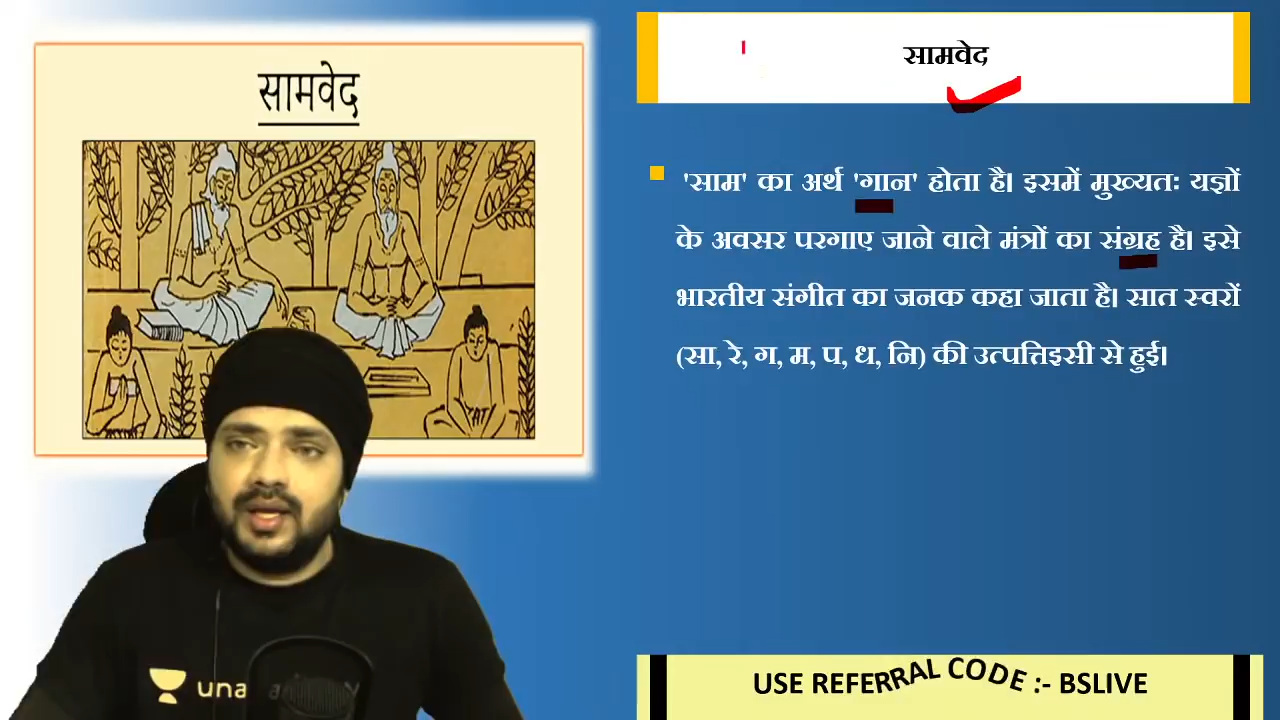 सामवेद
सामवेद
'साम' का अर्थ 'गान' होता है। इसमें मुख्यतः यज्ञों
के अवसर परगाए जाने वाले मंत्रों का संग्रह है। इसे
भारतीय संगीत का जनक कहा जाता है। सात स्वरों
(सा, रे, ग, म, प, ध, नि) की उत्पत्तिइसी से हुई।
una
USE REFERRAL CODE :- BSLIVE